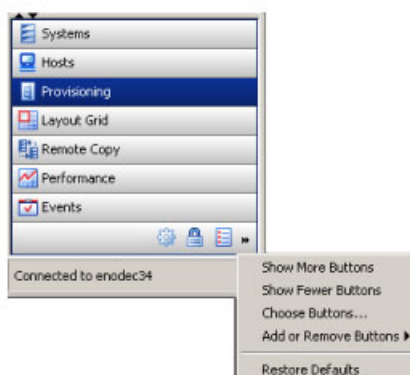 Systems
Hosts
Provisioning
Layout Grid
Remote Copy
Performance
Events
»
Connected to enodec34
Show More Buttons
Show Fewer Buttons
Choose Buttons...
Add or Remove Buttons
Restore Defaults